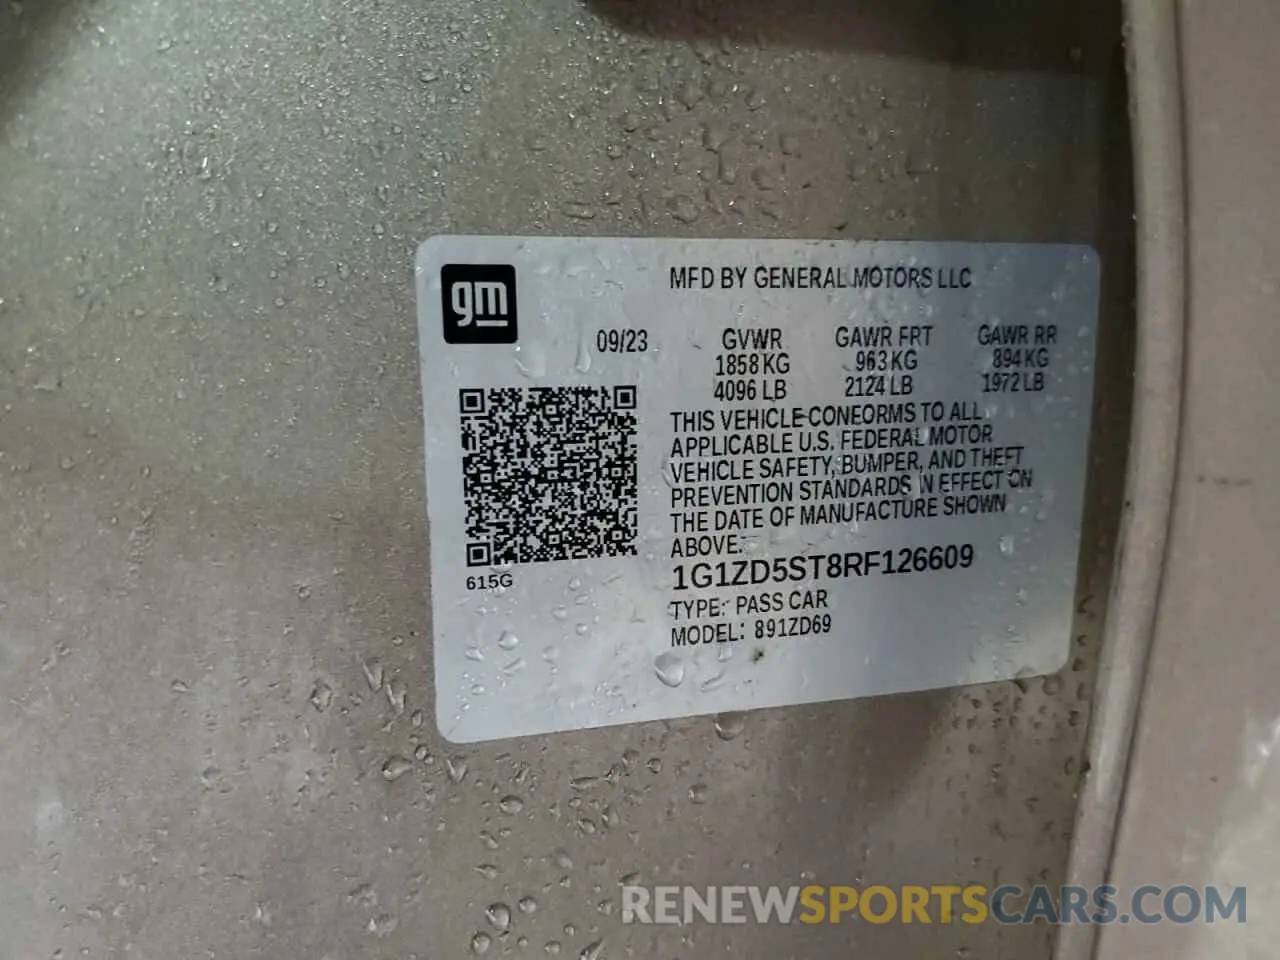 gm
MFD BY GENERAL MOTORS LLC
09/23 GVWR GAWR FRT GAWR RR
1858 KG 963 KG 894 KG
4096 LB 2124 LB 1972 LB
THIS VEHICLE CONFORMS TO ALL
APPLICABLE U.S. FEDERAL MOTOR
VEHICLE SAFETY, BUMPER, AND THEFT
PREVENTION STANDARDS IN EFFECT ON
THE DATE OF MANUFACTURE SHOWN
ABOVE.
1G1ZD5ST8RF126609
615G
TYPE: PASS CAR
MODEL: 891ZD69
RENEWSPORTSCARS.COM